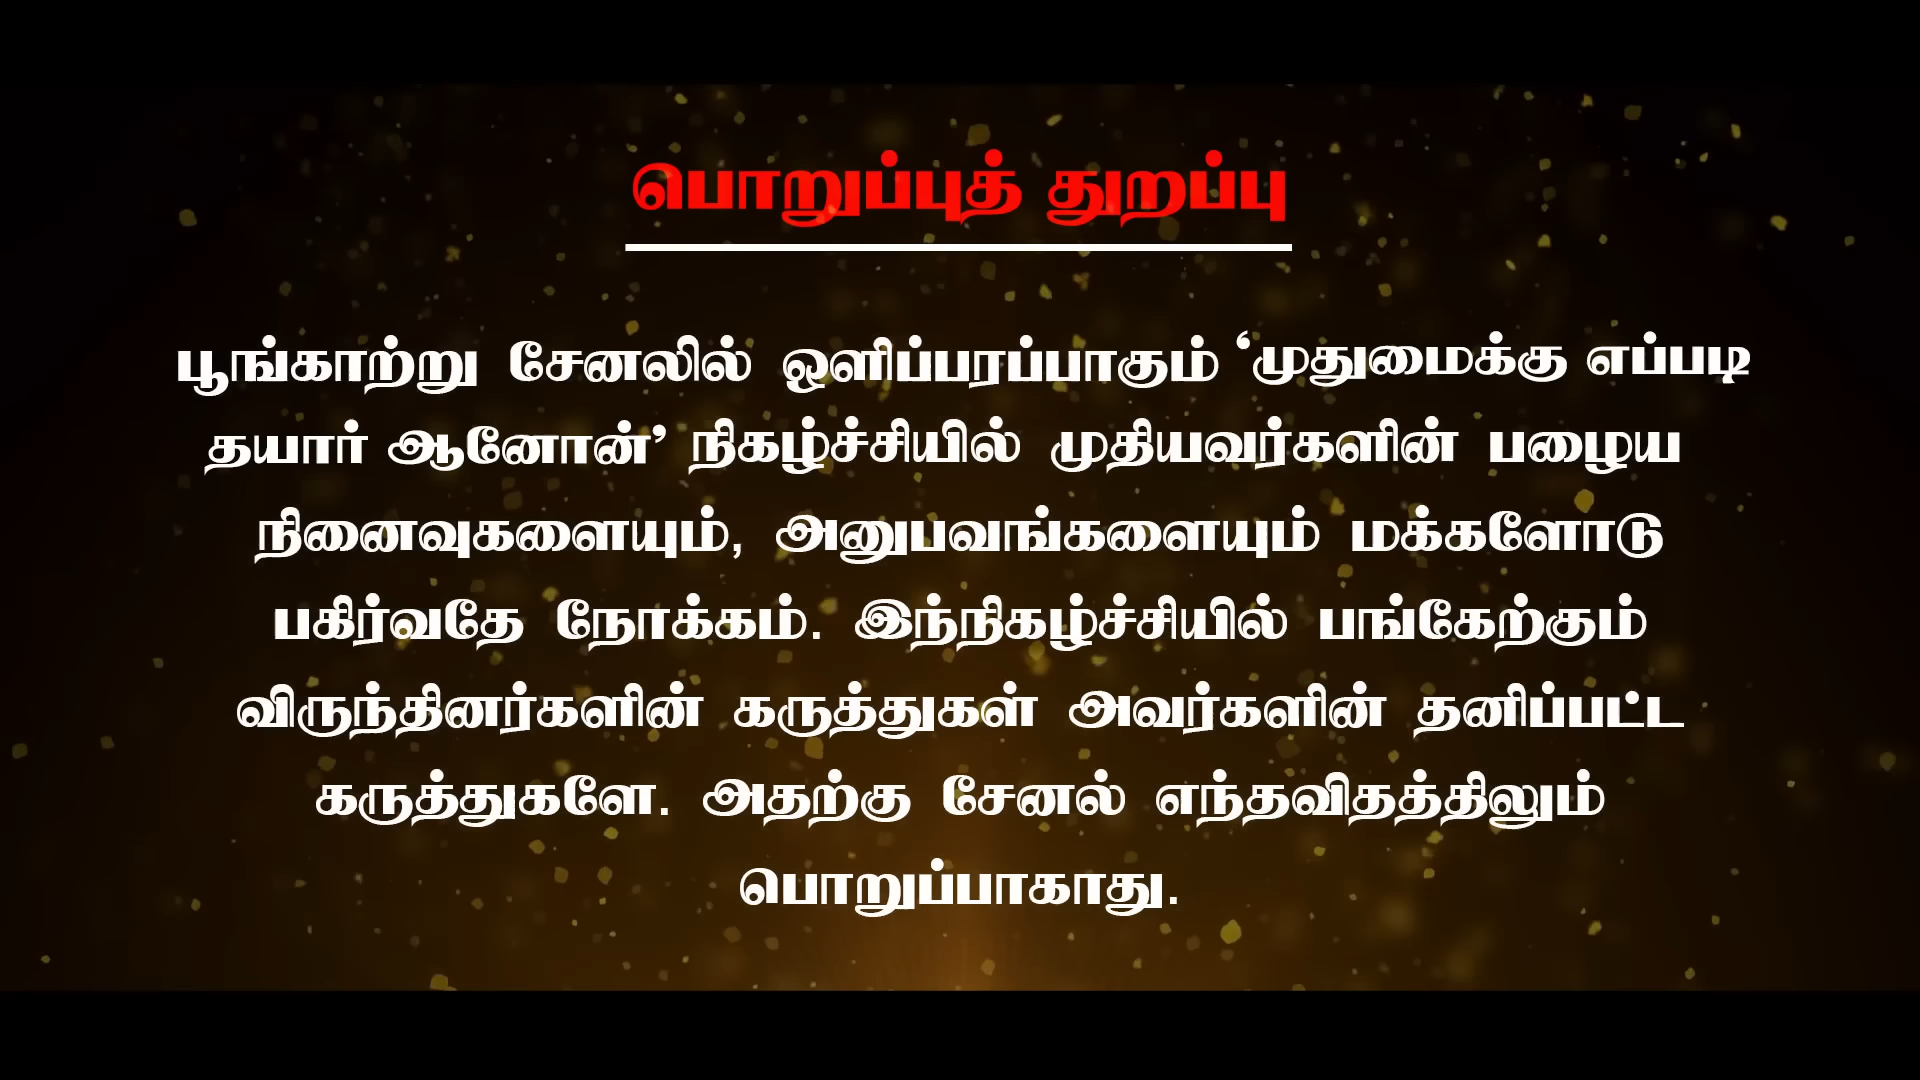 பொறுப்புத் துறப்பு
பூங்காற்று சேனலில் ஒளிப்பரப்பாகும் ‘முதுமைக்கு எப்படி
தயார் ஆனோன்’ நிகழ்ச்சியில் முதியவர்களின் பழைய
நினைவுகளையும், அனுபவங்களையும் மக்களோடு
பகிர்வதே நோக்கம். இந்நிகழ்ச்சியில் பங்கேற்கும்
விருந்தினர்களின் கருத்துகள் அவர்களின் தனிப்பட்ட
கருத்துகளே. அதற்கு சேனல் எந்தவிதத்திலும்
பொறுப்பாகாது.